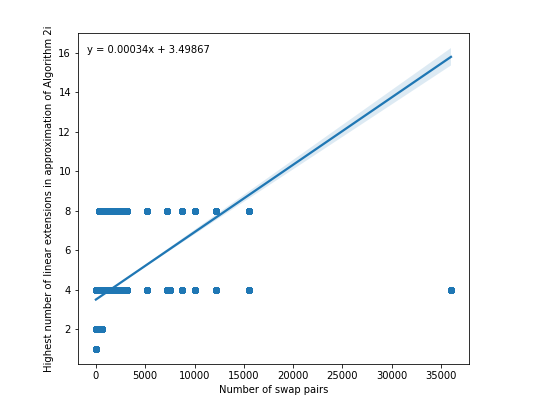 y = 0.00034x + 3.49867
Highest number of linear extensions in approximation of Algorithm 2i
16
14
12
10
8
6
4
2
0 5000 10000 15000 20000 25000 30000 35000
Number of swap pairs